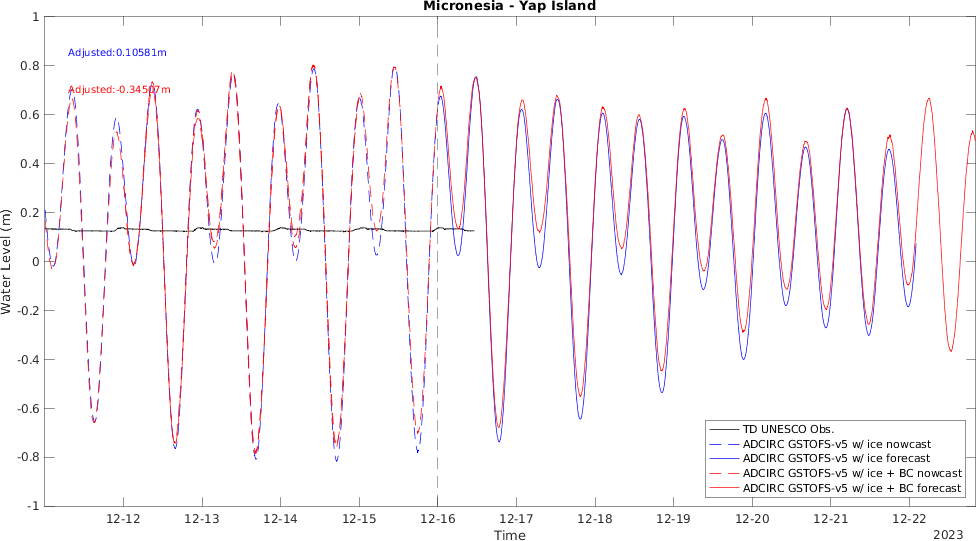 Micronesia - Yap Island
Adjusted:0.10581m
Adjusted:-0.34507m
Water Level (m)
1
0.8
0.6
0.4
0.2
0
-0.2
-0.4
-0.6
-0.8
-1
TD UNESCO Obs.
ADCIRC GSTOFS-v5 w/ ice nowcast
ADCIRC GSTOFS-v5 w/ ice forecast
ADCIRC GSTOFS-v5 w/ ice + BC nowcast
ADCIRC GSTOFS-v5 w/ ice + BC forecast
12-12 12-13 12-14 12-15 12-16 12-17 12-18 12-19 12-20 12-21 12-22
Time
2023